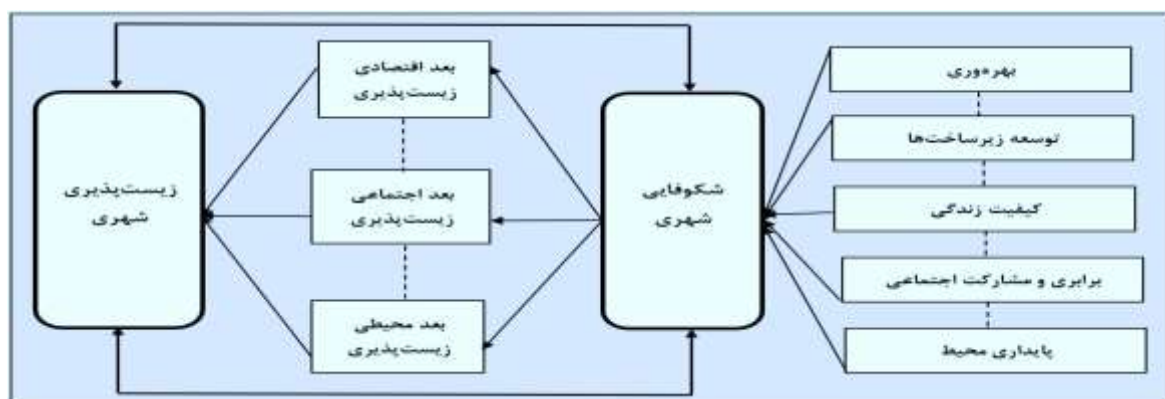 بهره‌وری
توسعه زیرساخت‌ها
کیفیت زندگی
برابری و مشارکت اجتماعی
پایداری محیط
شکوفایی
شهری
بعد اقتصادی
زیست‌پذیری
بعد اجتماعی
زیست‌پذیری
بعد محیطی
زیست‌پذیری
زیست‌پذیری
شهری